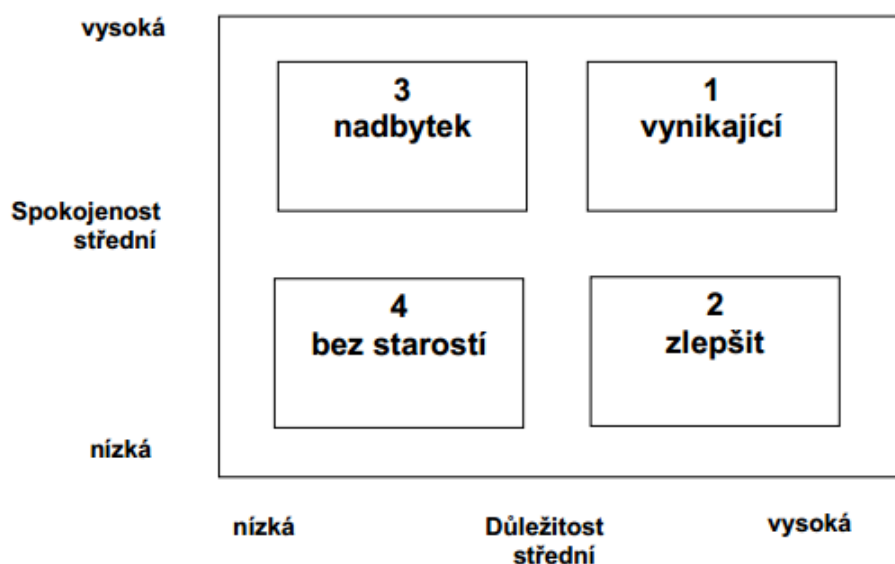 vysoká
3
nadbytek
1
vynikající
Spokojenost
střední
4
bez starostí
2
zlepšit
nízká
nízká
Důležitost
střední
vysoká